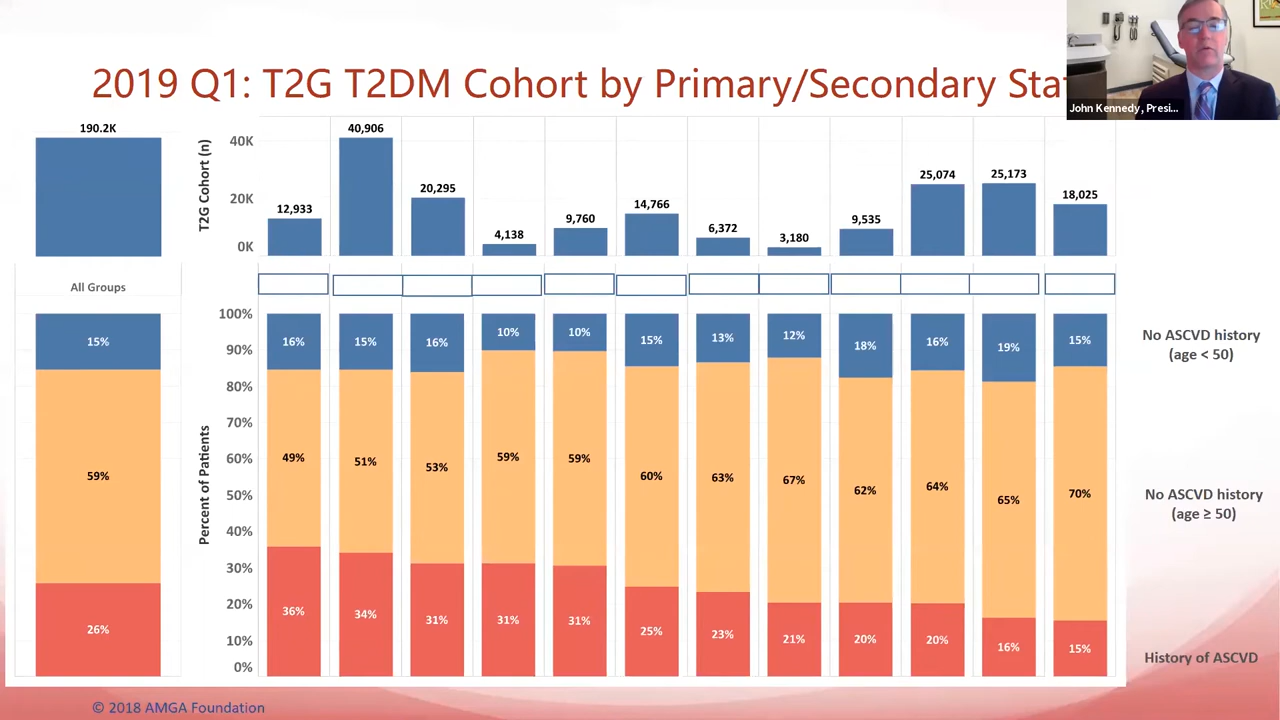 2019 Q1: T2G T2DM Cohort by Primary/Secondary
John Kennedy, Presi...
190.2K
T2G Cohort (n)
40K
20K
0K
12,933
40,906
20,295
4,138
9,760
14,766
6,372
3,180
9,535
25,074
25,173
18,025
All Groups
15%
59%
26%
Percent of Patients
100%
90%
80%
70%
60%
50%
40%
30%
20%
10%
0%
16% 15% 16% 10% 10% 15% 13% 12% 18% 16% 19% 15%
49% 51% 53% 59% 59% 60% 63% 67% 62% 64% 65% 70%
36% 34% 31% 31% 31% 25% 23% 21% 20% 20% 16% 15%
No ASCVD history
(age < 50)
No ASCVD history
(age ≥ 50)
History of ASCVD
© 2018 AMGA Foundation